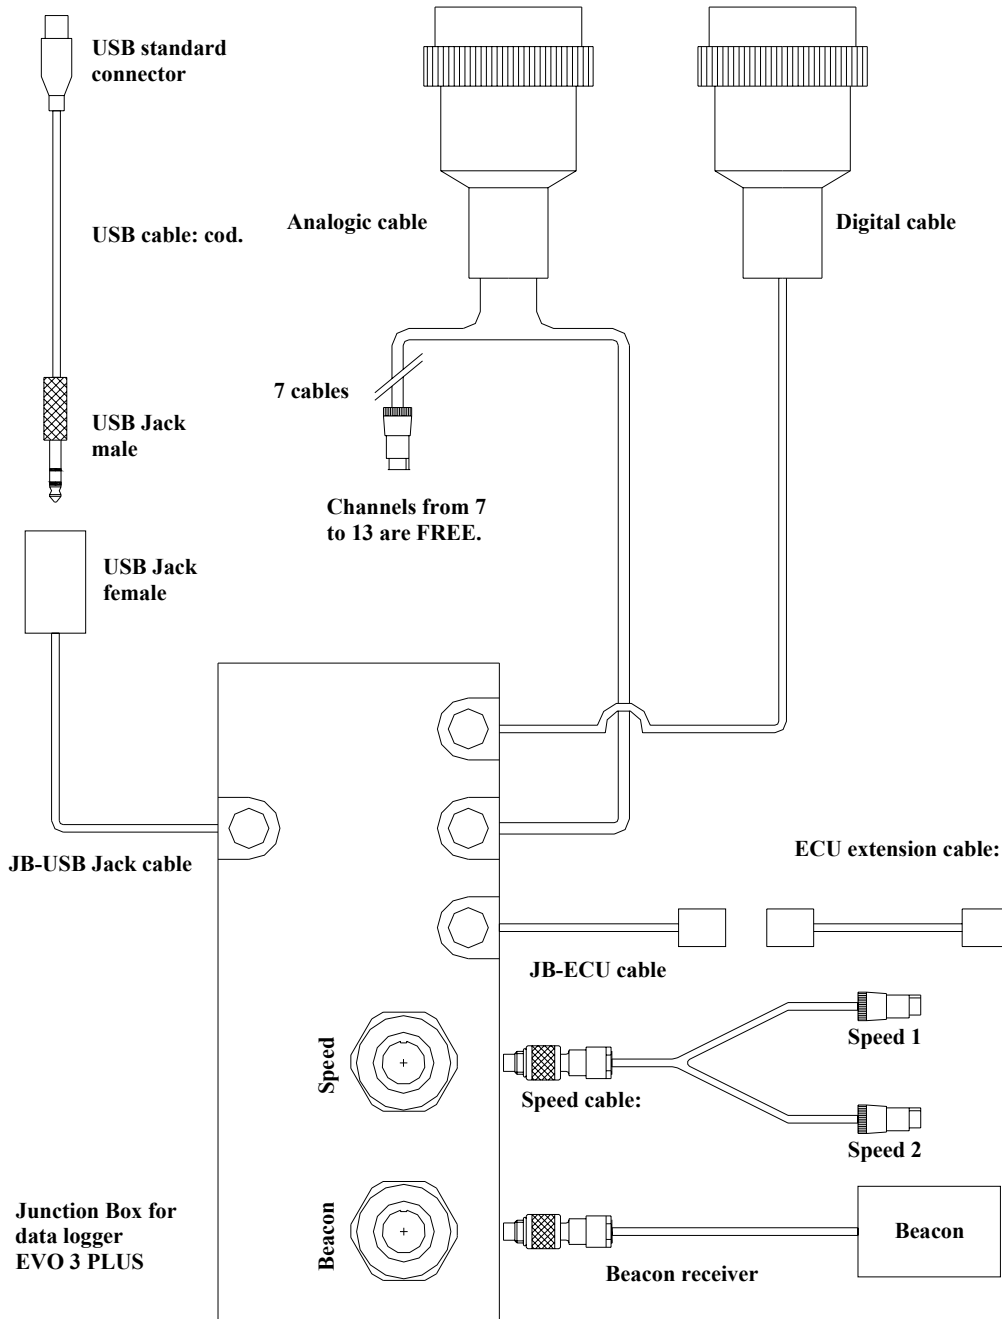 USB standard
connector
USB cable: cod.
Analogic cable
Digital cable
7 cables
USB Jack
male
Channels from 7
to 13 are FREE.
USB Jack
female
JB-USB Jack cable
ECU extension cable:
JB-ECU cable
Speed
Speed cable:
Speed 1
Speed 2
Junction Box for
data logger
EVO 3 PLUS
Beacon
Beacon receiver
Beacon